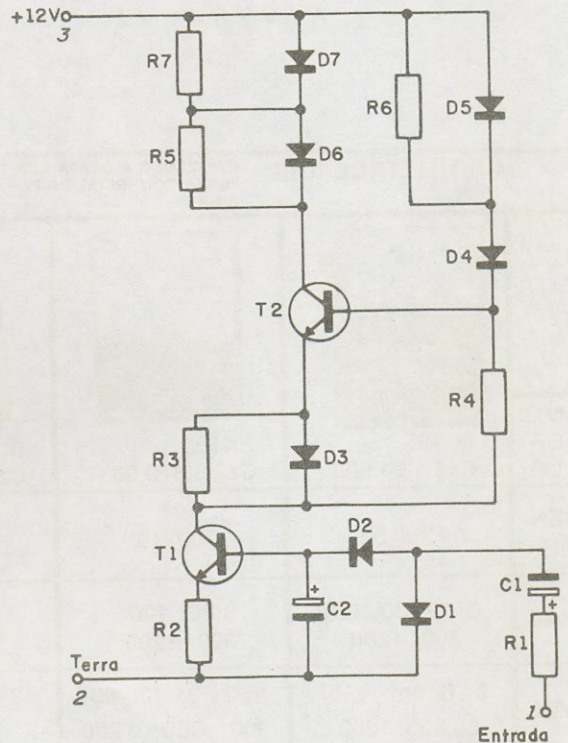 +12V
3
R7
D7
R6
D5
R5
D6
D4
T2
R4
R3
D3
D2
T1
C1
+
C2
+
D1
R2
R1
Terra
2
1
Entrada